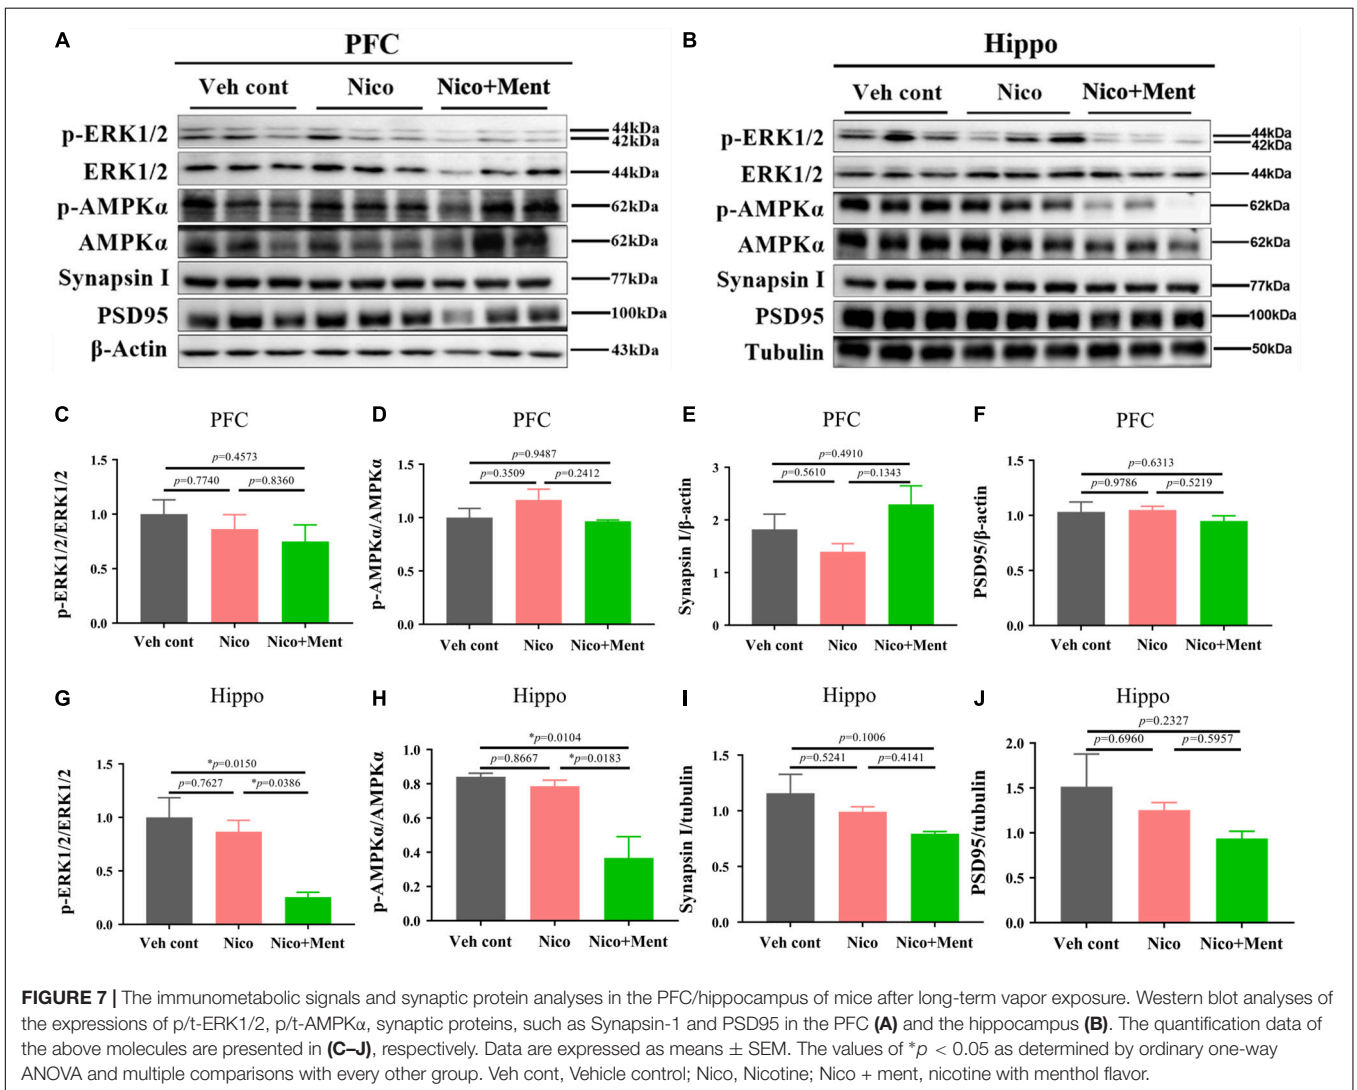 A
PFC
Veh cont Nico Nico+Ment
p-ERK1/2 44kDa
42kDa
ERK1/2 44kDa
p-AMPKα 62kDa
AMPKα 62kDa
Synapsin I 77kDa
PSD95 100kDa
β-Actin 43kDa
B
Hippo
Veh cont Nico Nico+Ment
p-ERK1/2 44kDa
42kDa
ERK1/2 44kDa
p-AMPKα 62kDa
AMPKα 62kDa
Synapsin I 77kDa
PSD95 100kDa
Tubulin 50kDa
C
PFC
p-ERK1/2/ERK1/2
1.5
1.0
0.5
0.0
p=0.4573
p=0.7740 p=0.8360
Veh cont Nico Nico+Ment
D
PFC
p-AMPKα/AMPKα
1.5
1.0
0.5
0.0
p=0.9487
p=0.3509 p=0.2412
Veh cont Nico Nico+Ment
E
PFC
Synapsin I/β-actin
3
2
1
0
p=0.4910
p=0.5610 p=0.1343
Veh cont Nico Nico+Ment
F
PFC
PSD95/β-actin
1.5
1.0
0.5
0.0
p=0.6313
p=0.9786 p=0.5219
Veh cont Nico Nico+Ment
G
Hippo
p-ERK1/2/ERK1/2
1.5
1.0
0.5
0.0
*p=0.0150
p=0.7627 *p=0.0386
Veh cont Nico Nico+Ment
H
Hippo
p-AMPKα/AMPKα
1.0
0.8
0.6
0.4
0.2
0.0
*p=0.0104
p=0.8667 *p=0.0183
Veh cont Nico Nico+Ment
I
Hippo
Synapsin I/tubulin
1.5
1.0
0.5
0.0
p=0.1006
p=0.5241 p=0.4141
Veh cont Nico Nico+Ment
J
Hippo
PSD95/tubulin
2.0
1.5
1.0
0.5
0.0
p=0.2327
p=0.6960 p=0.5957
Veh cont Nico Nico+Ment
FIGURE 7 | The immunometabolic signals and synaptic protein analyses in the PFC/hippocampus of mice after long-term vapor exposure. Western blot analyses of
the expressions of p/t-ERK1/2, p/t-AMPKα, synaptic proteins, such as Synapsin-1 and PSD95 in the PFC (A) and the hippocampus (B). The quantification data of
the above molecules are presented in (C–J), respectively. Data are expressed as means ± SEM. The values of *p < 0.05 as determined by ordinary one-way
ANOVA and multiple comparisons with every other group. Veh cont, Vehicle control; Nico, Nicotine; Nico + ment, nicotine with menthol flavor.